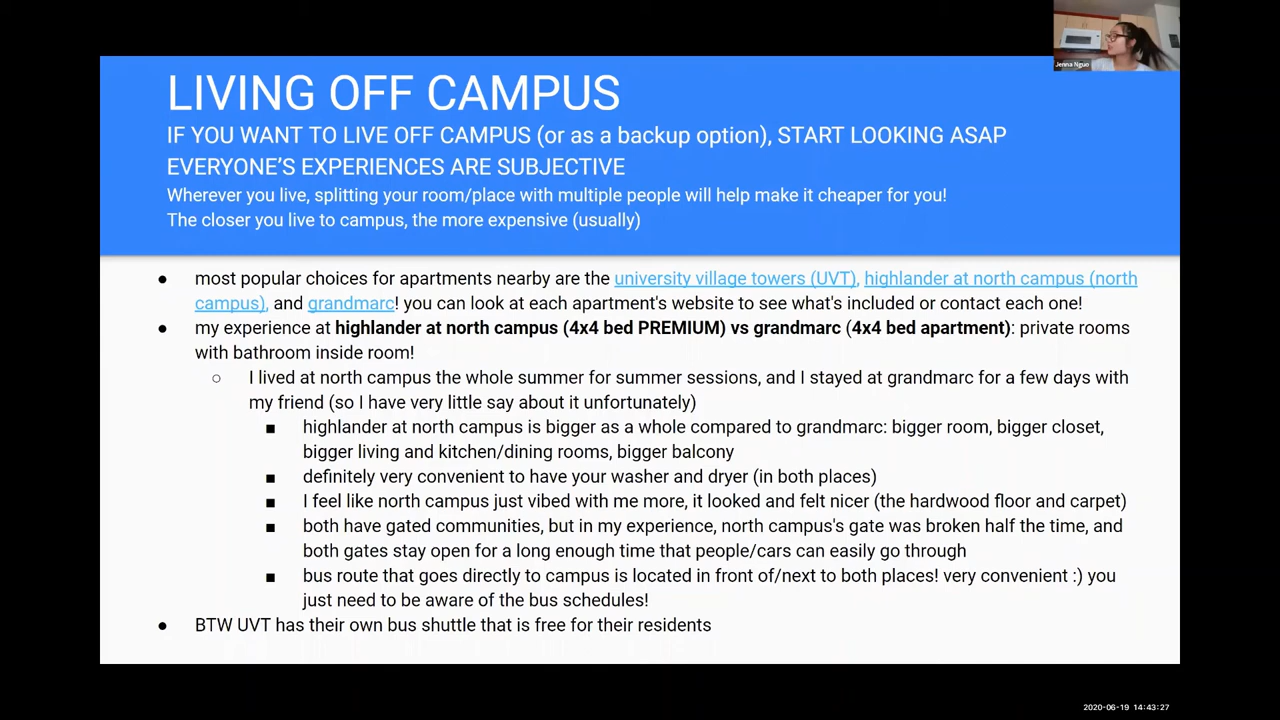 Jenna Nguo
LIVING OFF CAMPUS
IF YOU WANT TO LIVE OFF CAMPUS (or as a backup option), START LOOKING ASAP
EVERYONE'S EXPERIENCES ARE SUBJECTIVE
Wherever you live, splitting your room/place with multiple people will help make it cheaper for you!
The closer you live to campus, the more expensive (usually)
● most popular choices for apartments nearby are the university village towers (UVT), highlander at north campus (north
campus), and grandmarc! you can look at each apartment's website to see what's included or contact each one!
● my experience at highlander at north campus (4x4 bed PREMIUM) vs grandmarc (4x4 bed apartment): private rooms
with bathroom inside room!
○ I lived at north campus the whole summer for summer sessions, and I stayed at grandmarc for a few days with
my friend (so I have very little say about it unfortunately)
■ highlander at north campus is bigger as a whole compared to grandmarc: bigger room, bigger closet,
bigger living and kitchen/dining rooms, bigger balcony
■ definitely very convenient to have your washer and dryer (in both places)
■ I feel like north campus just vibed with me more, it looked and felt nicer (the hardwood floor and carpet)
■ both have gated communities, but in my experience, north campus's gate was broken half the time, and
both gates stay open for a long enough time that people/cars can easily go through
■ bus route that goes directly to campus is located in front of/next to both places! very convenient :) you
just need to be aware of the bus schedules!
● BTW UVT has their own bus shuttle that is free for their residents
2020-06-19 14:43:27